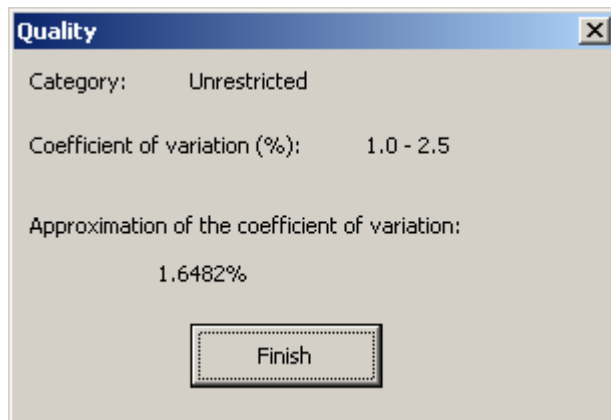 Quality
Category: Unrestricted
Coefficient of variation (%): 1.0 - 2.5
Approximation of the coefficient of variation:
1.6482%
Finish